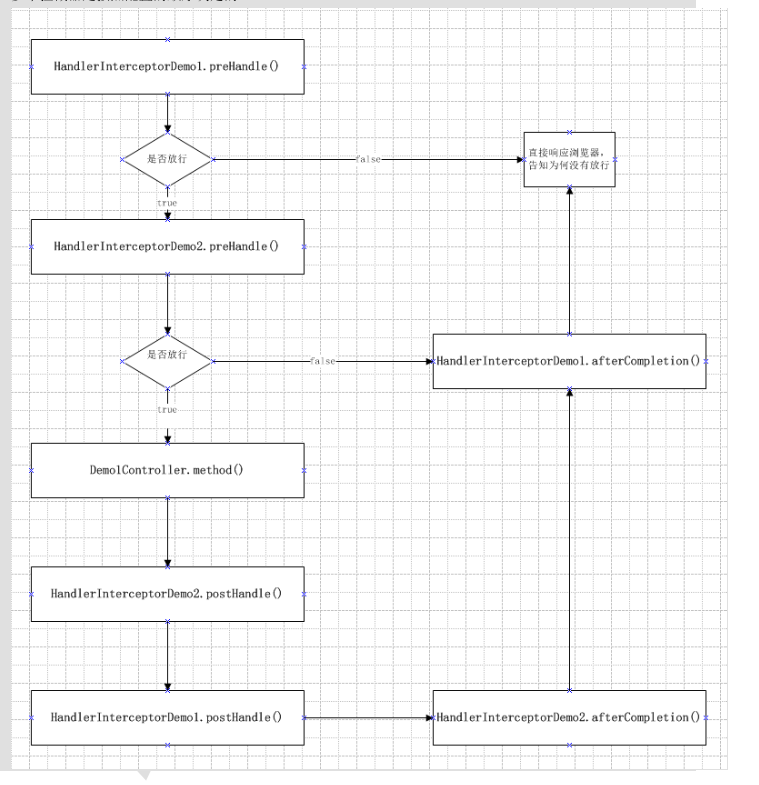 HandlerInterceptorDemo1.preHandle()
是否放行
false
直接响应浏览器，
告知为何没有放行
true
HandlerInterceptorDemo2.preHandle()
是否放行
false
HandlerInterceptorDemo1.afterCompletion()
true
Demo1Controller.method()
HandlerInterceptorDemo2.postHandle()
HandlerInterceptorDemo1.postHandle()
HandlerInterceptorDemo2.afterCompletion()